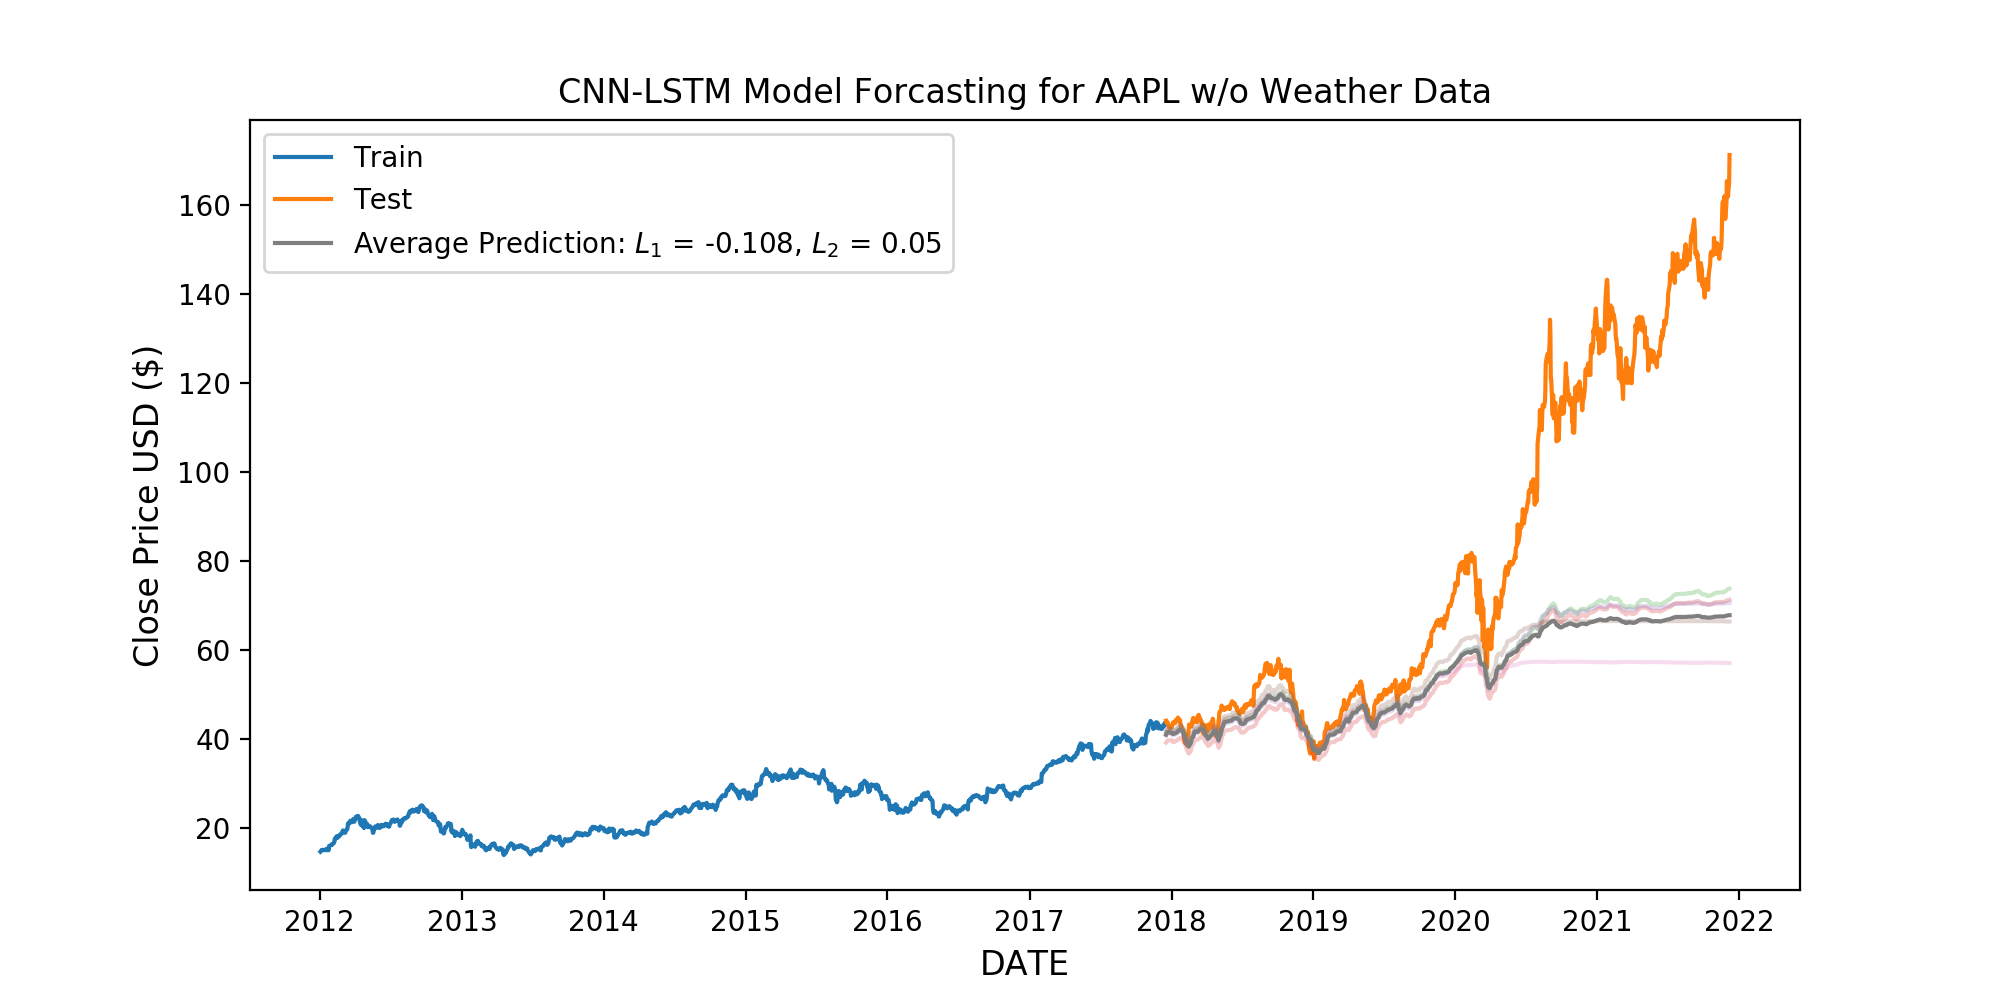 CNN-LSTM Model Forcasting for AAPL w/o Weather Data
Train
Test
Average Prediction: L₁ = -0.108, L₂ = 0.05
Close Price USD ($)
160
140
120
100
80
60
40
20
2012 2013 2014 2015 2016 2017 2018 2019 2020 2021 2022
DATE